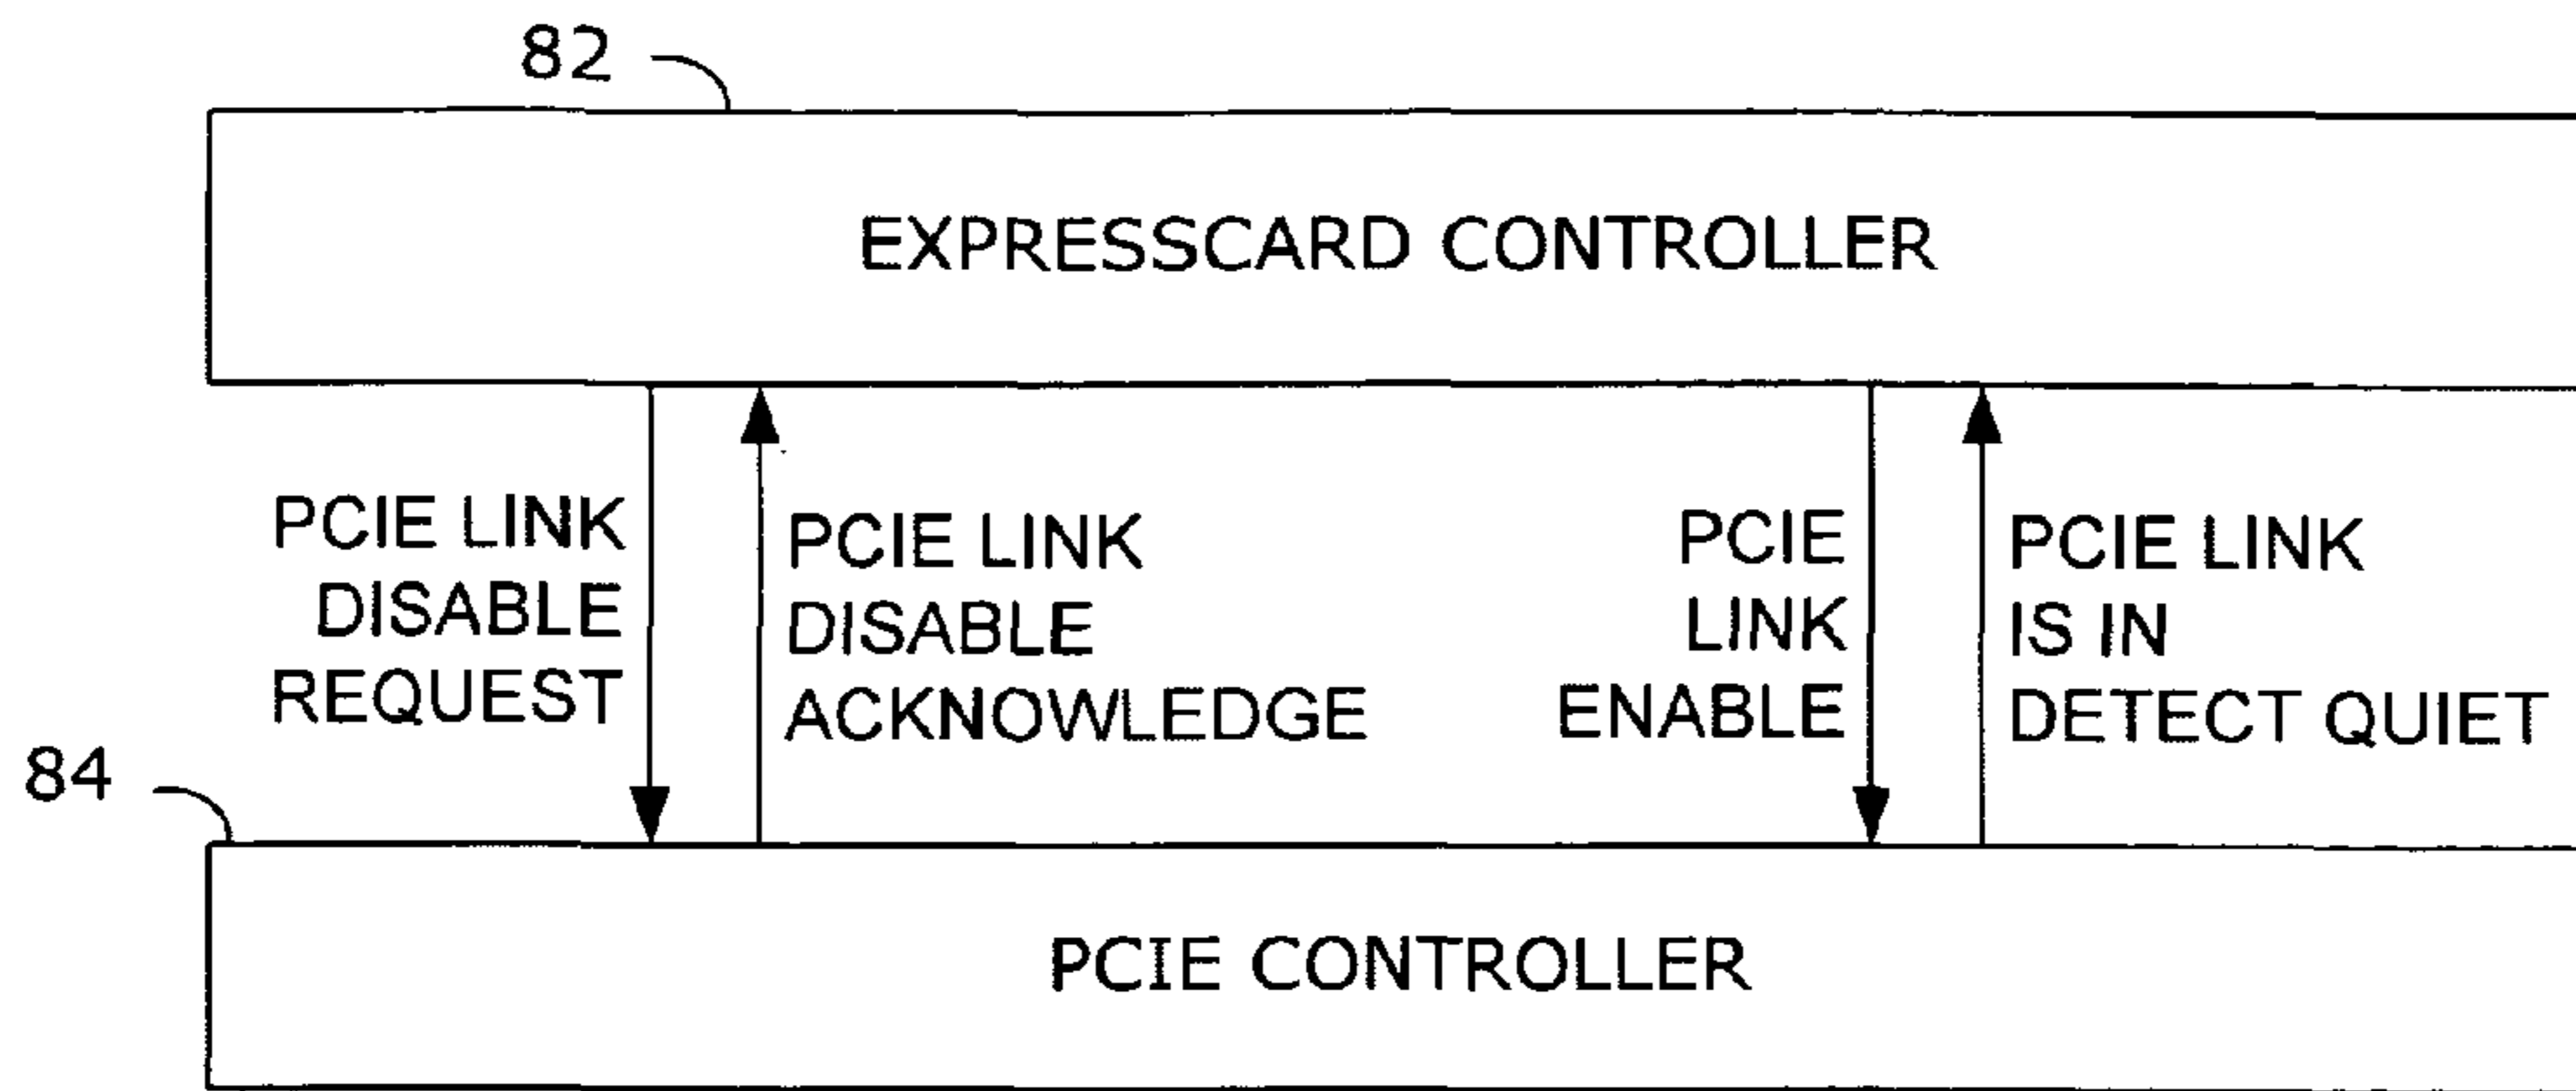 82
EXPRESSCARD CONTROLLER
PCIE LINK
DISABLE
REQUEST
PCIE LINK
DISABLE
ACKNOWLEDGE
PCIE
LINK
ENABLE
PCIE LINK
IS IN
DETECT QUIET
84
PCIE CONTROLLER